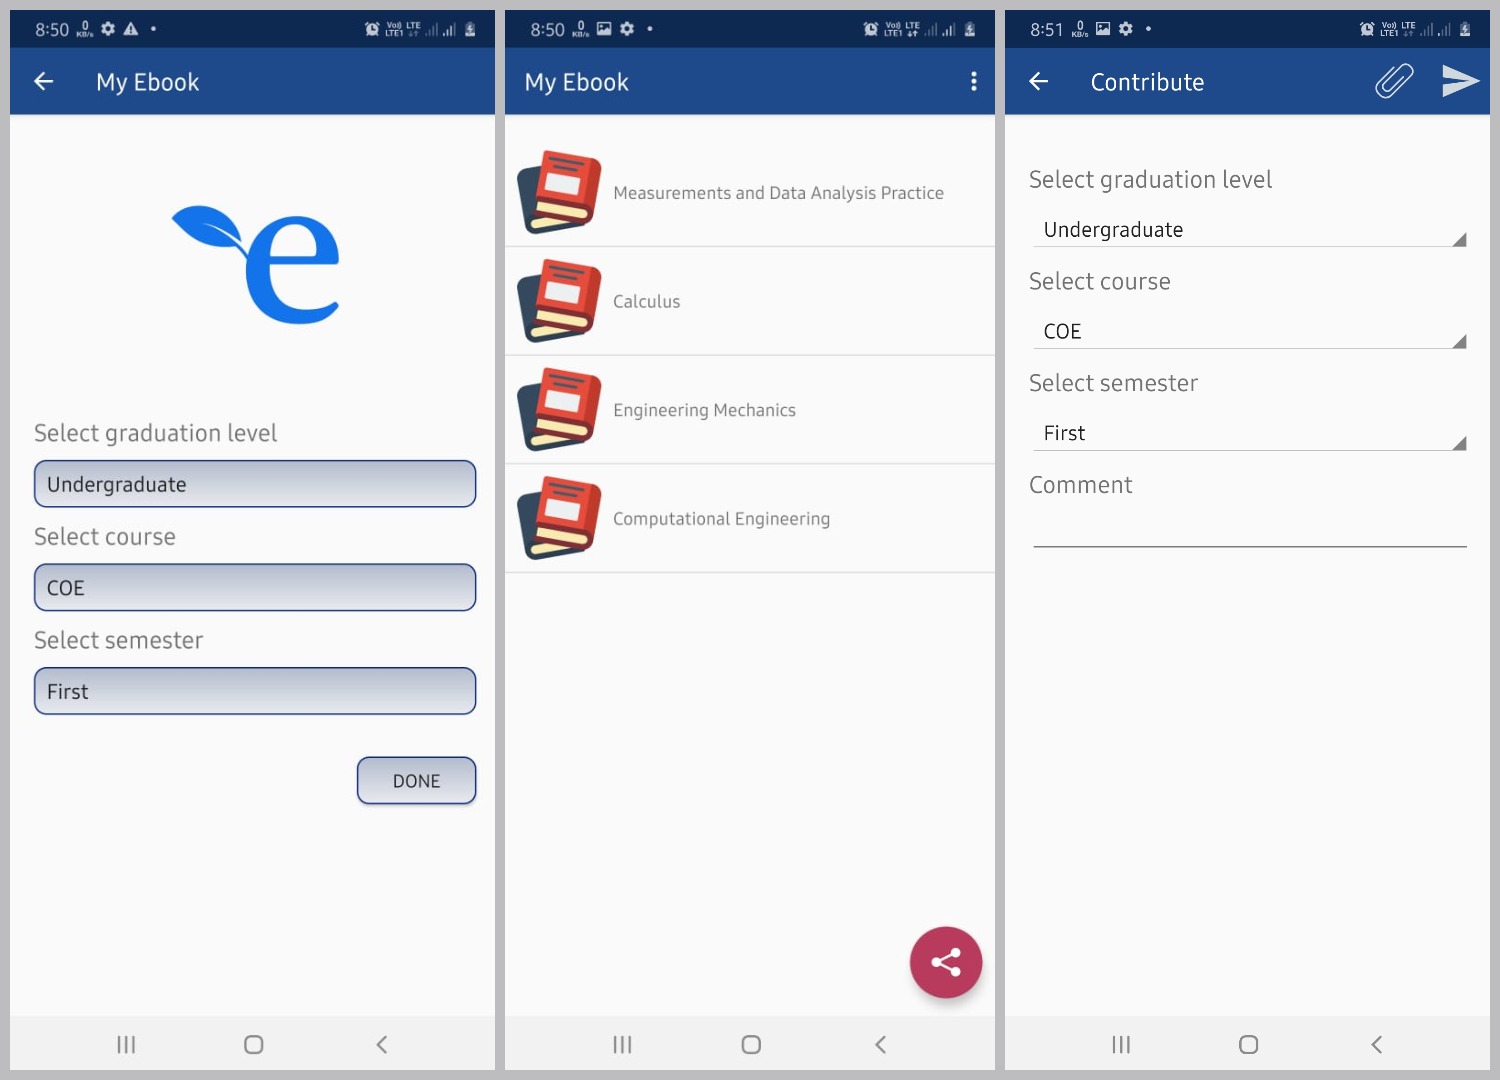 8:50 0 KB/s Vo)) LTE LTE1
My Ebook
e
Select graduation level
Undergraduate
Select course
COE
Select semester
First
DONE
8:50 0 KB/s Vo)) LTE LTE1
My Ebook
Measurements and Data Analysis Practice
Calculus
Engineering Mechanics
Computational Engineering
8:51 0 KB/s Vo)) LTE LTE1
Contribute
Select graduation level
Undergraduate
Select course
COE
Select semester
First
Comment